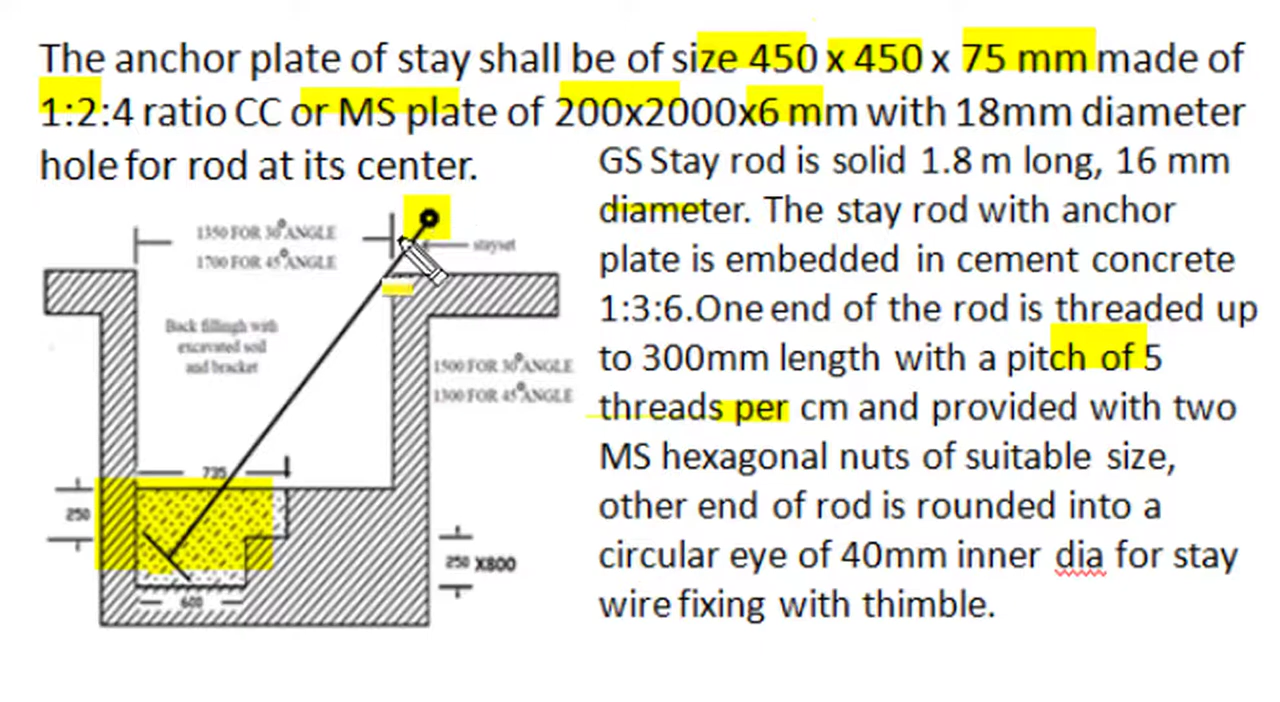 The anchor plate of stay shall be of size 450 x 450 x 75 mm made of
1:2:4 ratio CC or MS plate of 200x2000x6 mm with 18mm diameter
hole for rod at its center.
GS Stay rod is solid 1.8 m long, 16 mm
diameter. The stay rod with anchor
plate is embedded in cement concrete
1:3:6.One end of the rod is threaded up
to 300mm length with a pitch of 5
threads per cm and provided with two
MS hexagonal nuts of suitable size,
other end of rod is rounded into a
circular eye of 40mm inner dia for stay
wire fixing with thimble.
1350 FOR 30°ANGLE
1700 FOR 45°ANGLE
stayset
Back fillingh with
excavated soil
and bracket
1500 FOR 30°ANGLE
1300 FOR 45°ANGLE
735
250
250 X800
600